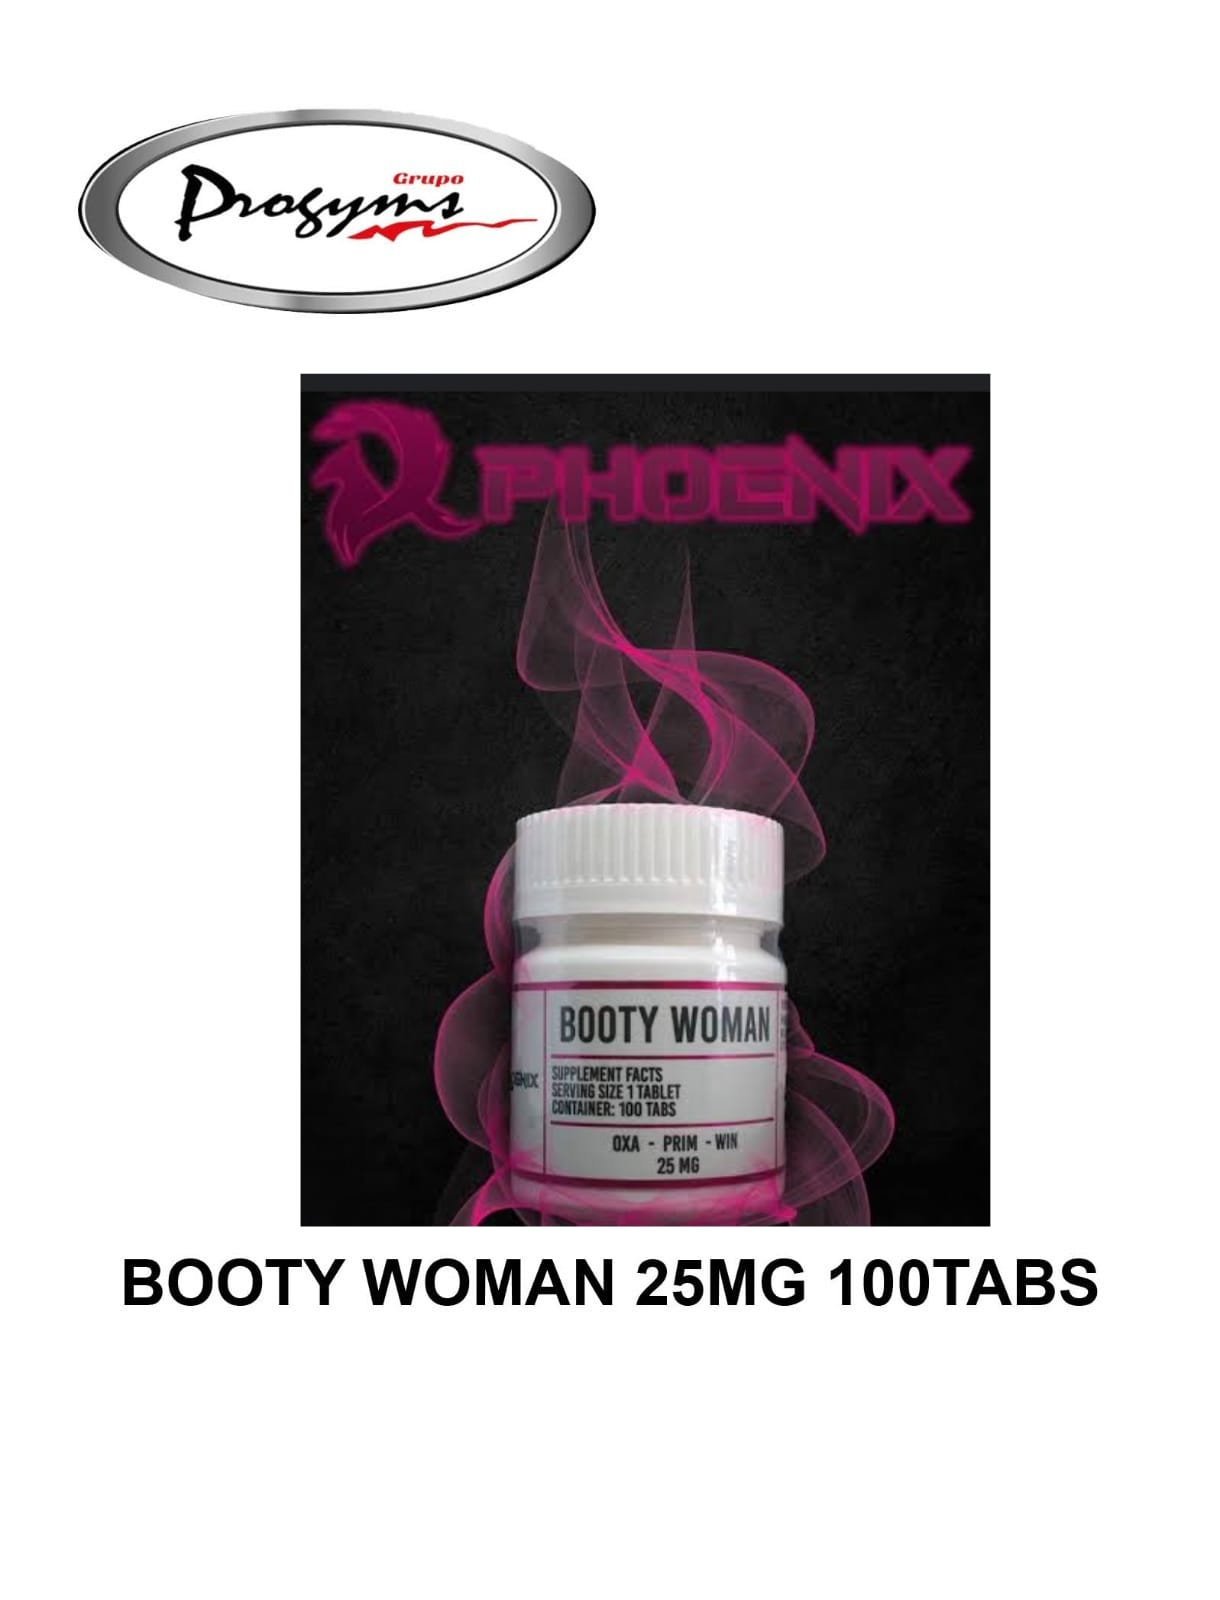 Grupo
Progyms
PHOENIX
BOOTY WOMAN
SUPPLEMENT FACTS
SERVING SIZE 1 TABLET
CONTAINER: 100 TABS
OXA - PRIM - WIN
25 MG
BOOTY WOMAN 25MG 100TABS